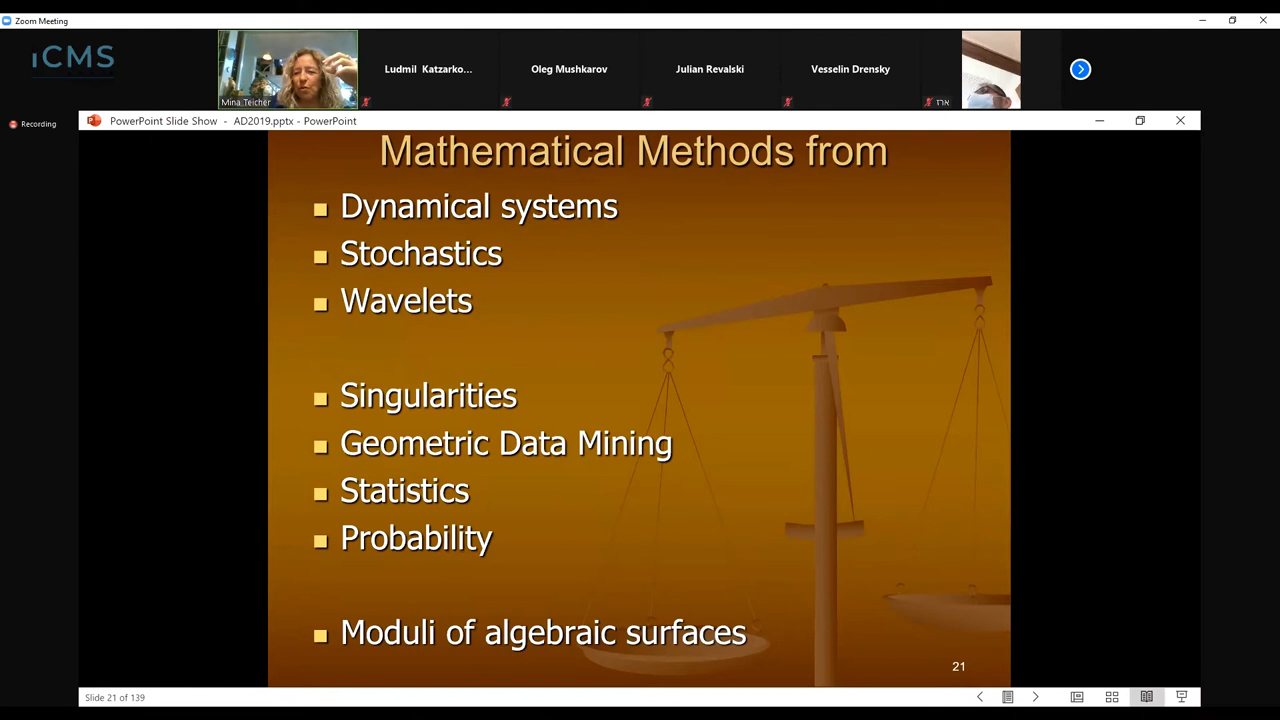 Zoom Meeting
iCMS
Mina Teicher
Ludmil Katzarko...
Oleg Mushkarov
Julian Revalski
Vesselin Drensky
ארז
Recording
PowerPoint Slide Show - AD2019.pptx - PowerPoint
Mathematical Methods from
Dynamical systems
Stochastics
Wavelets
Singularities
Geometric Data Mining
Statistics
Probability
Moduli of algebraic surfaces
21
Slide 21 of 139